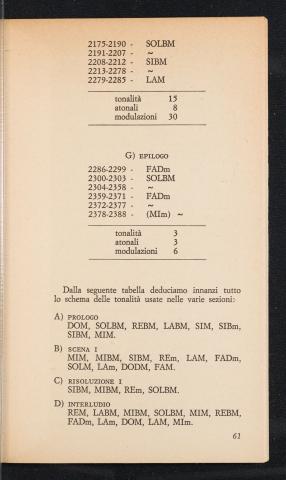 2175-2190 - SOLBM
2191-2207 - ~
2208-2212 - SIBM
2213-2278 - ~
2279-2285 - LAM
tonalità 15
atonali 8
modulazioni 30
G) EPILOGO
2286-2299 - FADm
2300-2303 - SOLBM
2304-2358 - ~
2359-2371 - FADm
2372-2377 - ~
2378-2388 - (MIm) ~
tonalità 3
atonali 3
modulazioni 6
Dalla seguente tabella deduciamo innanzi tutto
lo schema delle tonalità usate nelle varie sezioni:
A) PROLOGO
DOM, SOLBM, REBM, LABM, SIM, SIBm,
SIBM, MIM.
B) SCENA I
MIM, MIBM, SIBM, REm, LAM, FADm,
SOLM, LAm, DODM, FAM.
C) RISOLUZIONE I
SIBM, MIBM, REm, SOLBM.
D) INTERLUDIO
REM, LABM, MIBM, SOLBM, MIM, REBM,
FADm, LAm, DOM, LAM, MIm.
61